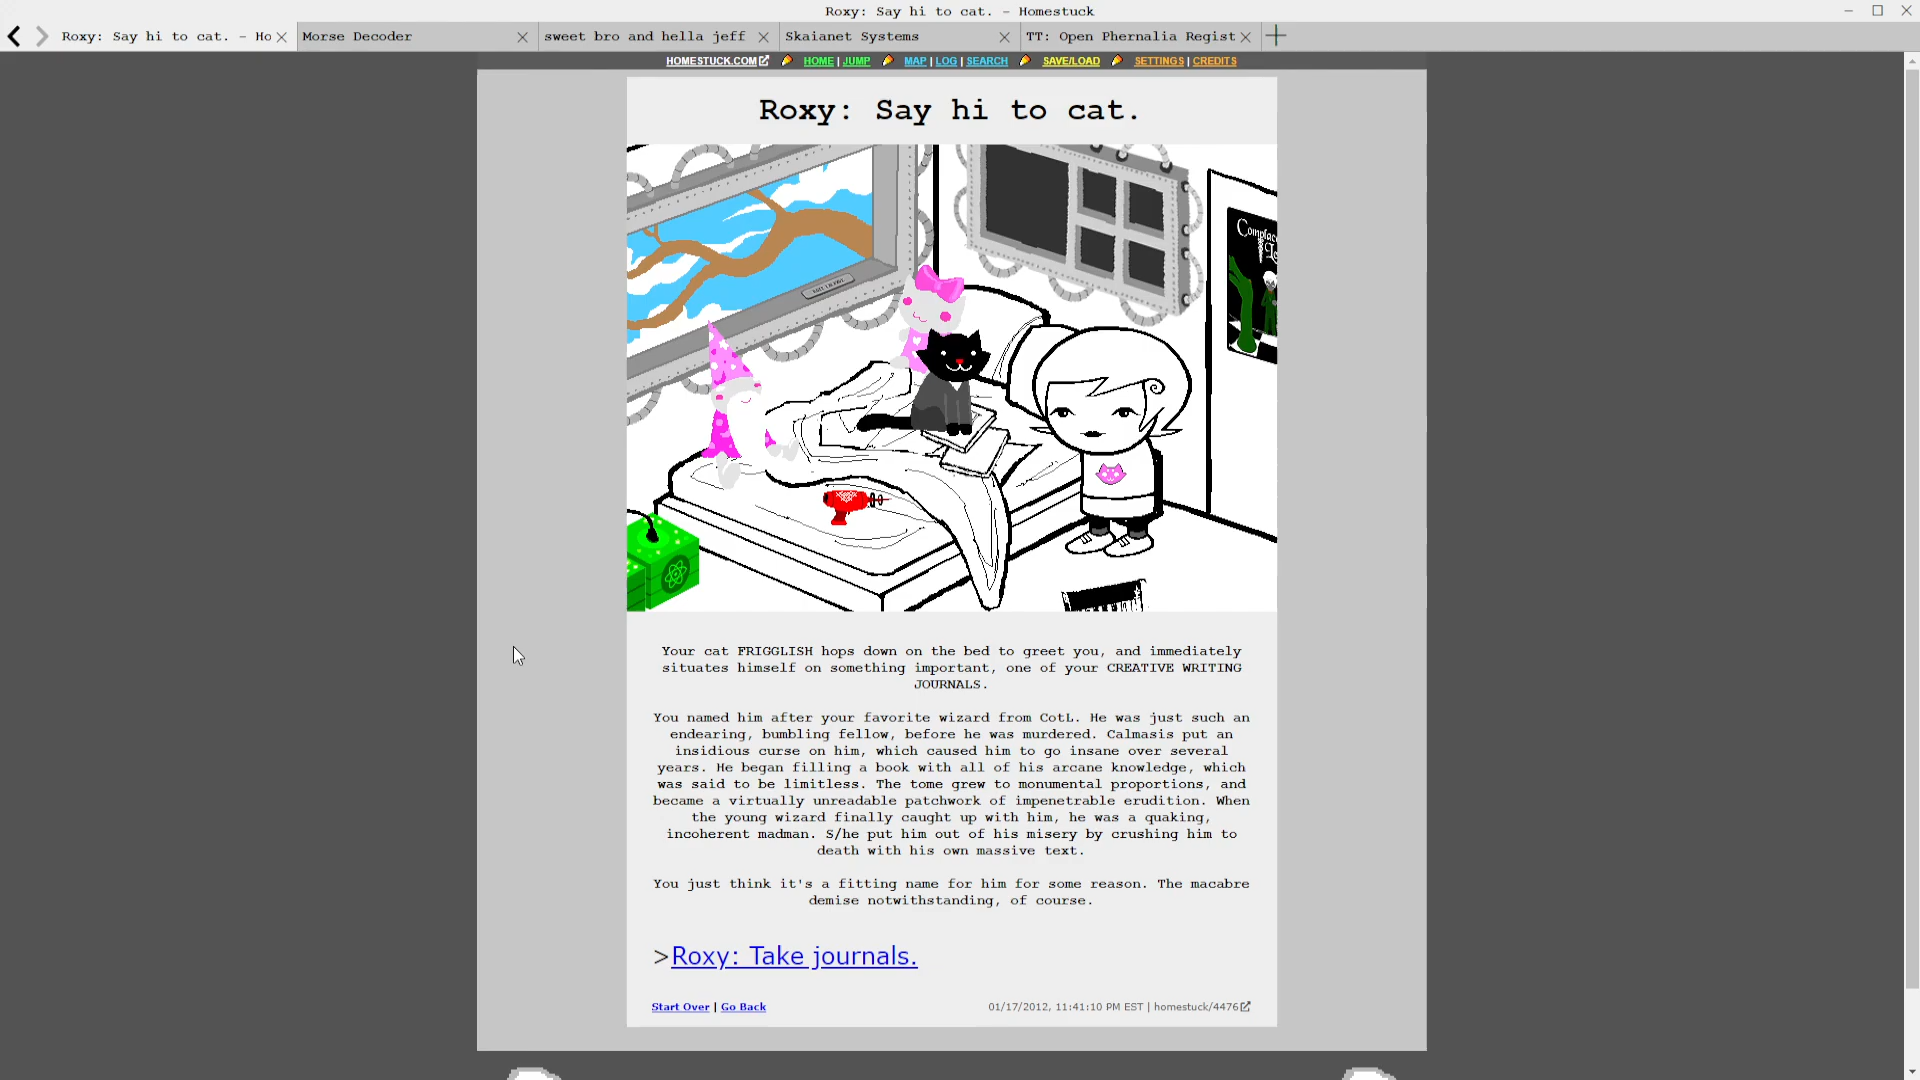 Roxy: Say hi to cat. - Homestuck
Roxy: Say hi to cat. - Ho
Morse Decoder
sweet bro and hella jeff
Skaianet Systems
TT: Open Phernalia Regist
HOMESTUCK.COM HOME | JUMP MAP | LOG | SEARCH SAVE/LOAD SETTINGS | CREDITS
Roxy: Say hi to cat.
Your cat FRIGGLISH hops down on the bed to greet you, and immediately
situates himself on something important, one of your CREATIVE WRITING
JOURNALS.
You named him after your favorite wizard from CotL. He was just such an
endearing, bumbling fellow, before he was murdered. Calmasis put an
insidious curse on him, which caused him to go insane over several
years. He began filling a book with all of his arcane knowledge, which
was said to be limitless. The tome grew to monumental proportions, and
became a virtually unreadable patchwork of impenetrable erudition. When
the young wizard finally caught up with him, he was a quaking,
incoherent madman. S/he put him out of his misery by crushing him to
death with his own massive text.
You just think it's a fitting name for him for some reason. The macabre
demise notwithstanding, of course.
>Roxy: Take journals.
Start Over | Go Back
01/17/2012, 11:41:10 PM EST | homestuck/4476